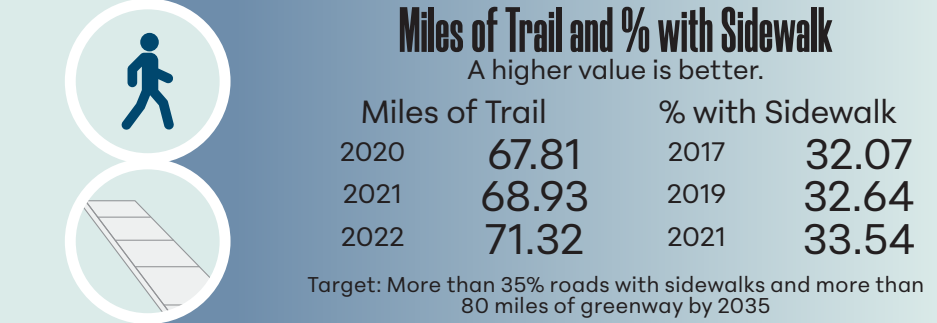 Miles of Trail and % with Sidewalk
A higher value is better.
Miles of Trail % with Sidewalk
2020 67.81 2017 32.07
2021 68.93 2019 32.64
2022 71.32 2021 33.54
Target: More than 35% roads with sidewalks and more than
80 miles of greenway by 2035